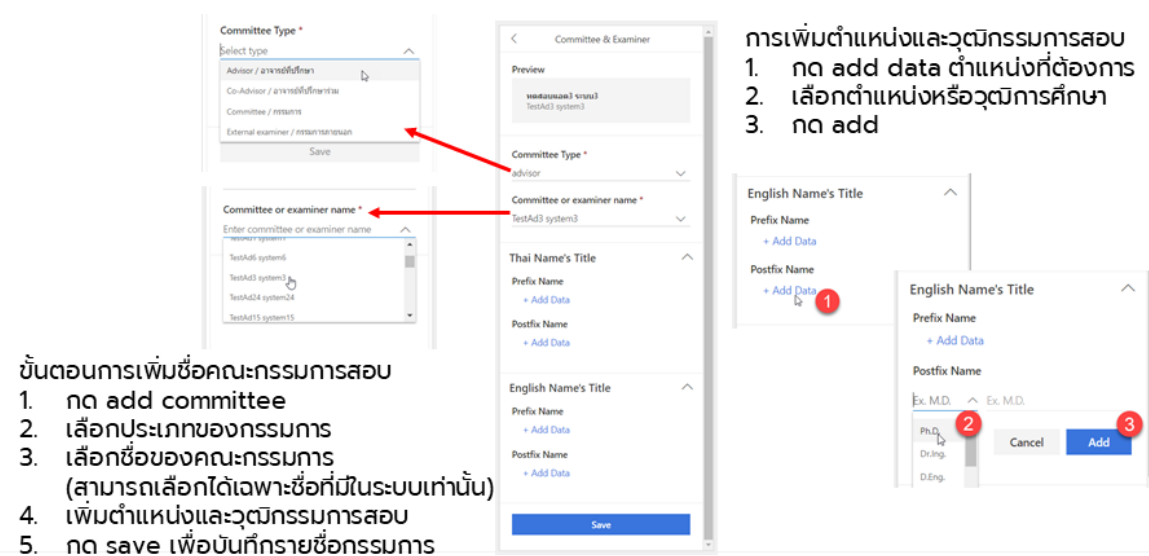 Committee Type *
Select type
Advisor / อาจารย์ที่ปรึกษา
Co-Advisor / อาจารย์ที่ปรึกษาร่วม
Committee / กรรมการ
External examiner / กรรมการภายนอก
Save
Committee or examiner name *
Enter committee or examiner name
TestAd1 system1
TestAd6 system6
TestAd3 system3
TestAd24 system24
TestAd15 system15
ขั้นตอนการเพิ่มชื่อคณะกรรมการสอบ
1. กด add committee
2. เลือกประเภทของกรรมการ
3. เลือกชื่อของคณะกรรมการ
(สามารถเลือกได้เฉพาะชื่อที่มีในระบบเท่านั้น)
4. เพิ่มตำแหน่งและวุฒิกรรมการสอบ
5. กด save เพื่อบันทึกรายชื่อกรรมการ
Committee & Examiner
Preview
ทดสอบแอด3 ระบบ3
TestAd3 system3
Committee Type *
advisor
Committee or examiner name *
TestAd3 system3
Thai Name's Title
Prefix Name
+ Add Data
Postfix Name
+ Add Data
English Name's Title
Prefix Name
+ Add Data
Postfix Name
+ Add Data
Save
การเพิ่มตำแหน่งและวุฒิกรรมการสอบ
1. กด add data ตำแหน่งที่ต้องการ
2. เลือกตำแหน่งหรือวุฒิการศึกษา
3. กด add
English Name's Title
Prefix Name
+ Add Data
Postfix Name
+ Add Data
1
English Name's Title
Prefix Name
+ Add Data
Postfix Name
Ex. M.D. Ex. M.D.
2
3
Ph.D.
Dr.Ing.
D.Eng.
Cancel
Add